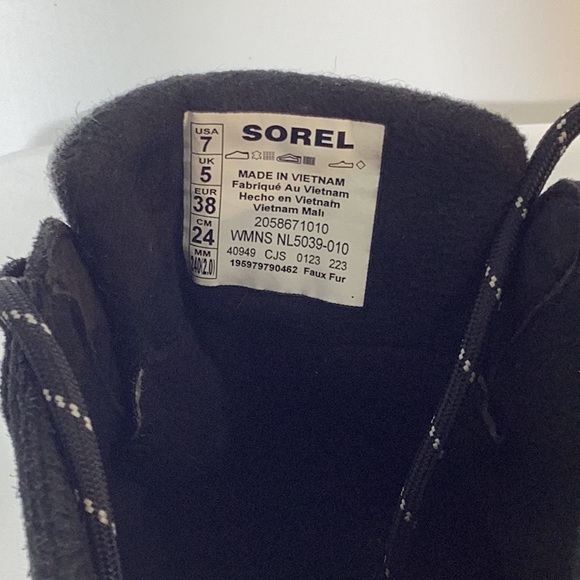 USA
7
UK
5
EUR
38
CM
24
MM
240(2.0)
SOREL
MADE IN VIETNAM
Fabriqué Au Vietnam
Hecho en Vietnam
Vietnam Malı
2058671010
WMNS NL5039-010
40949 CJS 0123 223
195979790462 Faux Fur